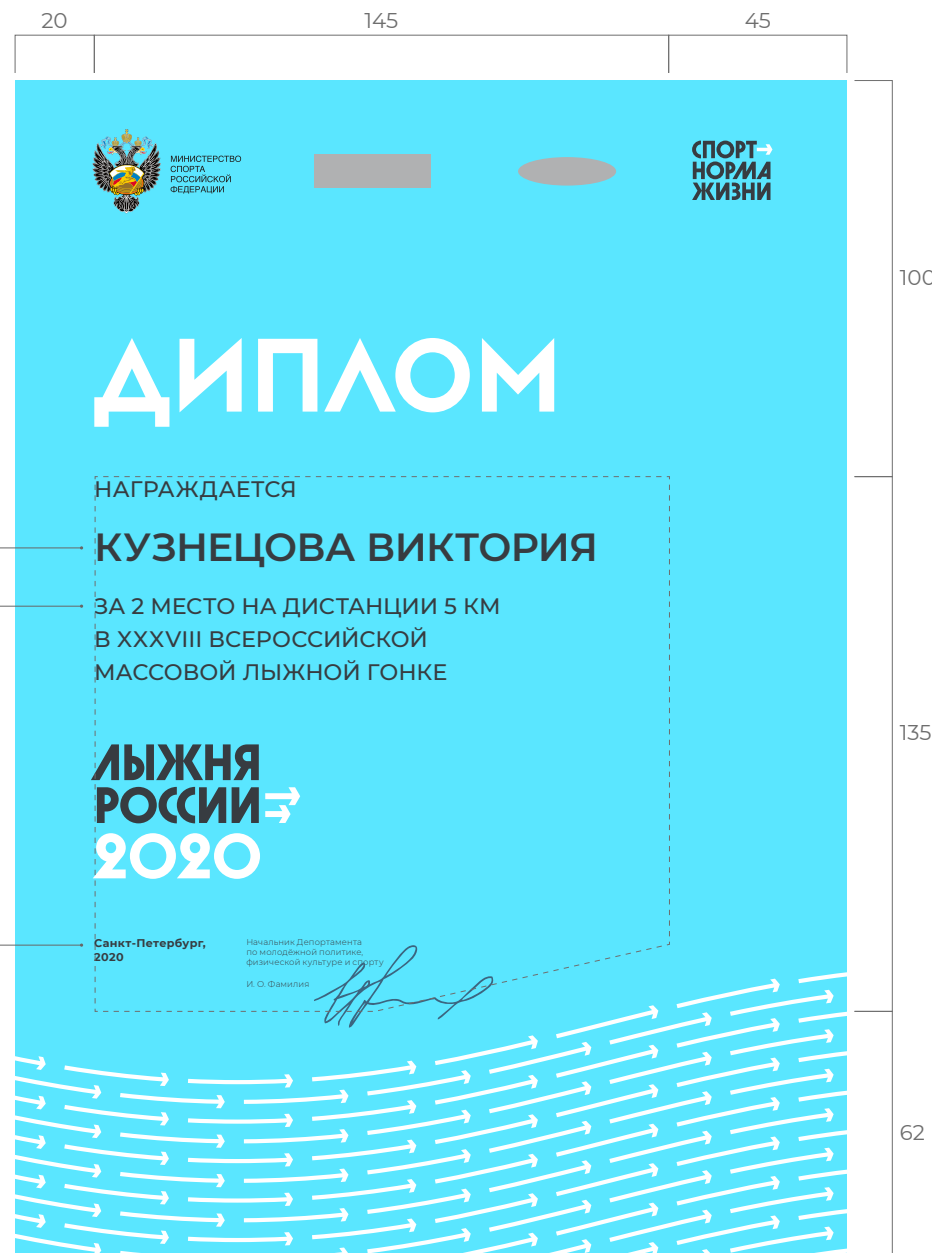 20
145
45
МИНИСТЕРСТВО
СПОРТА
РОССИЙСКОЙ
ФЕДЕРАЦИИ
СПОРТ
НОРМА
ЖИЗНИ
100
ДИПЛОМ
НАГРАЖДАЕТСЯ
КУЗНЕЦОВА ВИКТОРИЯ
ЗА 2 МЕСТО НА ДИСТАНЦИИ 5 КМ
В XXXVIII ВСЕРОССИЙСКОЙ
МАССОВОЙ ЛЫЖНОЙ ГОНКЕ
135
ЛЫЖНЯ
РОССИИ
2020
Санкт-Петербург,
2020
Начальник Депортамента
по молодёжной политике,
физической культуре и спорту
И. О. Фамилия
62